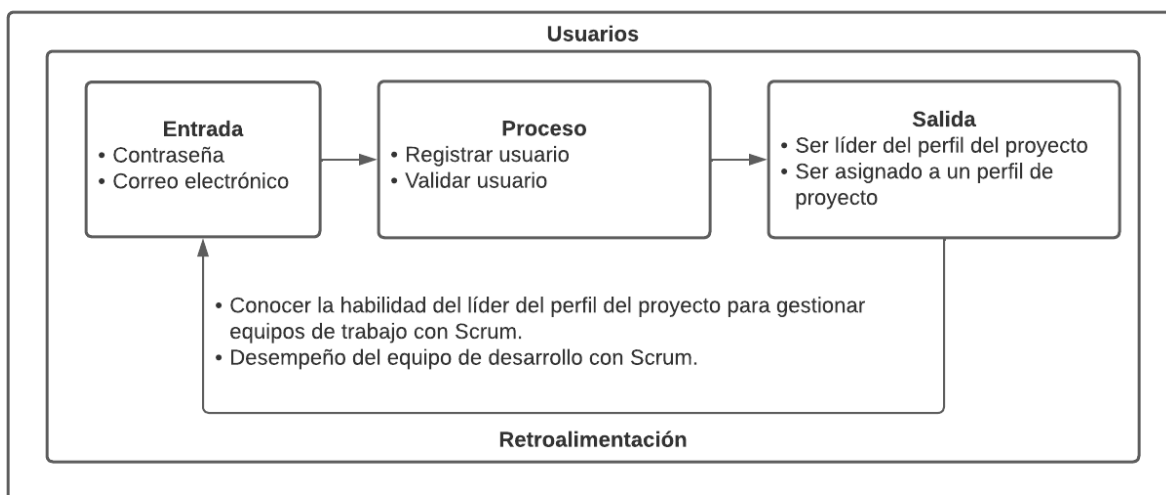 Usuarios
Entrada
• Contraseña
• Correo electrónico
Proceso
• Registrar usuario
• Validar usuario
Salida
• Ser líder del perfil del proyecto
• Ser asignado a un perfil de
proyecto
• Conocer la habilidad del líder del perfil del proyecto para gestionar
equipos de trabajo con Scrum.
• Desempeño del equipo de desarrollo con Scrum.
Retroalimentación